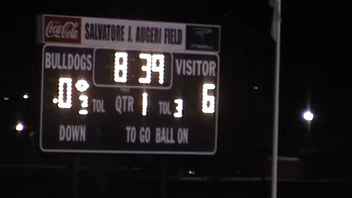 Coca-Cola SALVATORE J. AUGERI FIELD
BULLDOGS 8:39 VISITOR
0 3 TOL QTR 1 TOL 3 6
DOWN TO GO BALL ON